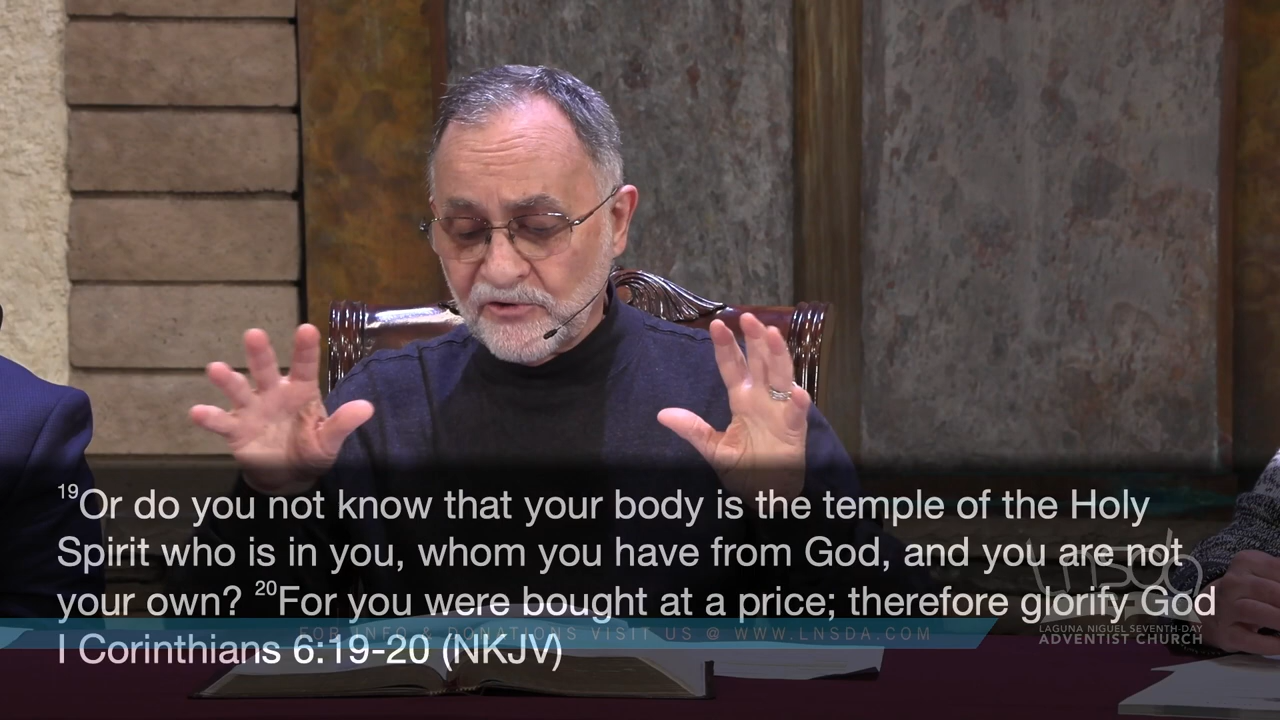 19Or do you not know that your body is the temple of the Holy
Spirit who is in you, whom you have from God, and you are not
your own? 20For you were bought at a price; therefore glorify God
FOR INFO & DONATIONS VISIT US @ WWW.LNSDA.COM
I Corinthians 6:19-20 (NKJV)
LAGUNA NIGUEL SEVENTH-DAY
ADVENTIST CHURCH